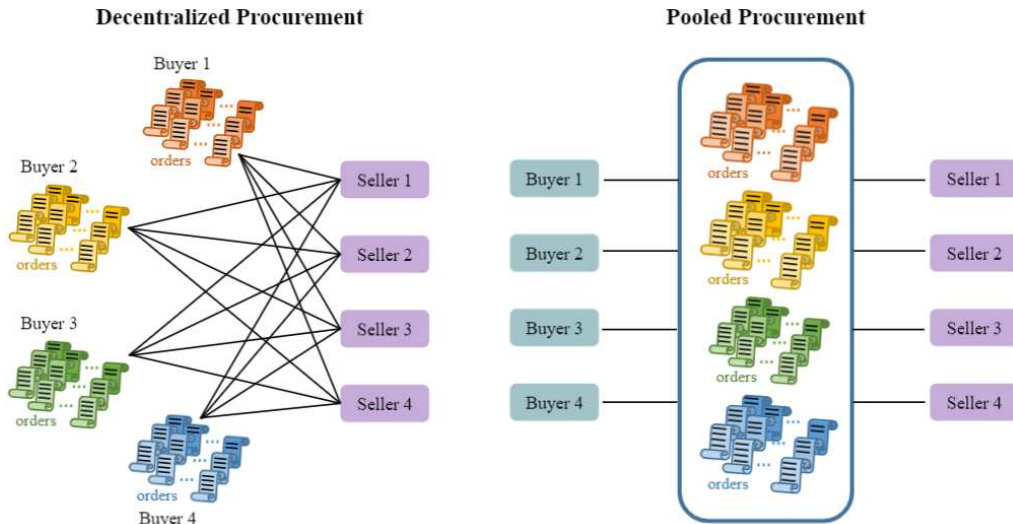 Decentralized Procurement
Buyer 1
orders
Buyer 2
orders
Buyer 3
orders
orders
Buyer 4
Seller 1
Seller 2
Seller 3
Seller 4
Pooled Procurement
Buyer 1
Buyer 2
Buyer 3
Buyer 4
orders
orders
orders
orders
Seller 1
Seller 2
Seller 3
Seller 4